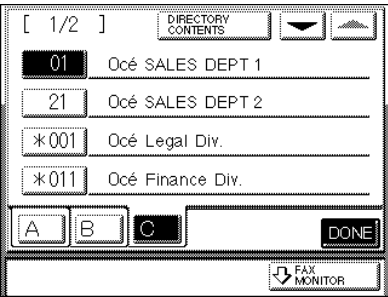 [ 1/2 ] DIRECTORY CONTENTS
01 Océ SALES DEPT 1
21 Océ SALES DEPT 2
*001 Océ Legal Div.
*011 Océ Finance Div.
A B C DONE
FAX MONITOR